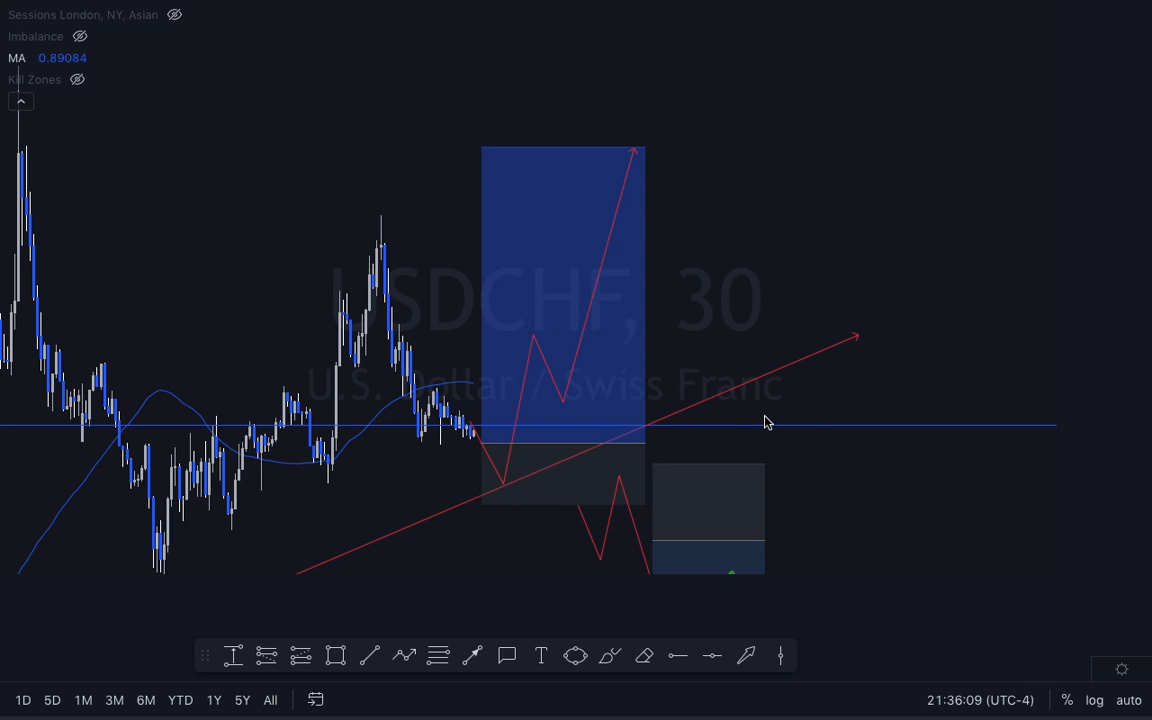 Sessions London, NY, Asian
Imbalance
MA 0.89084
Kill Zones
USDCHF, 30
U.S. Dollar / Swiss Franc
1D 5D 1M 3M 6M YTD 1Y 5Y All 21:36:09 (UTC-4) % log auto